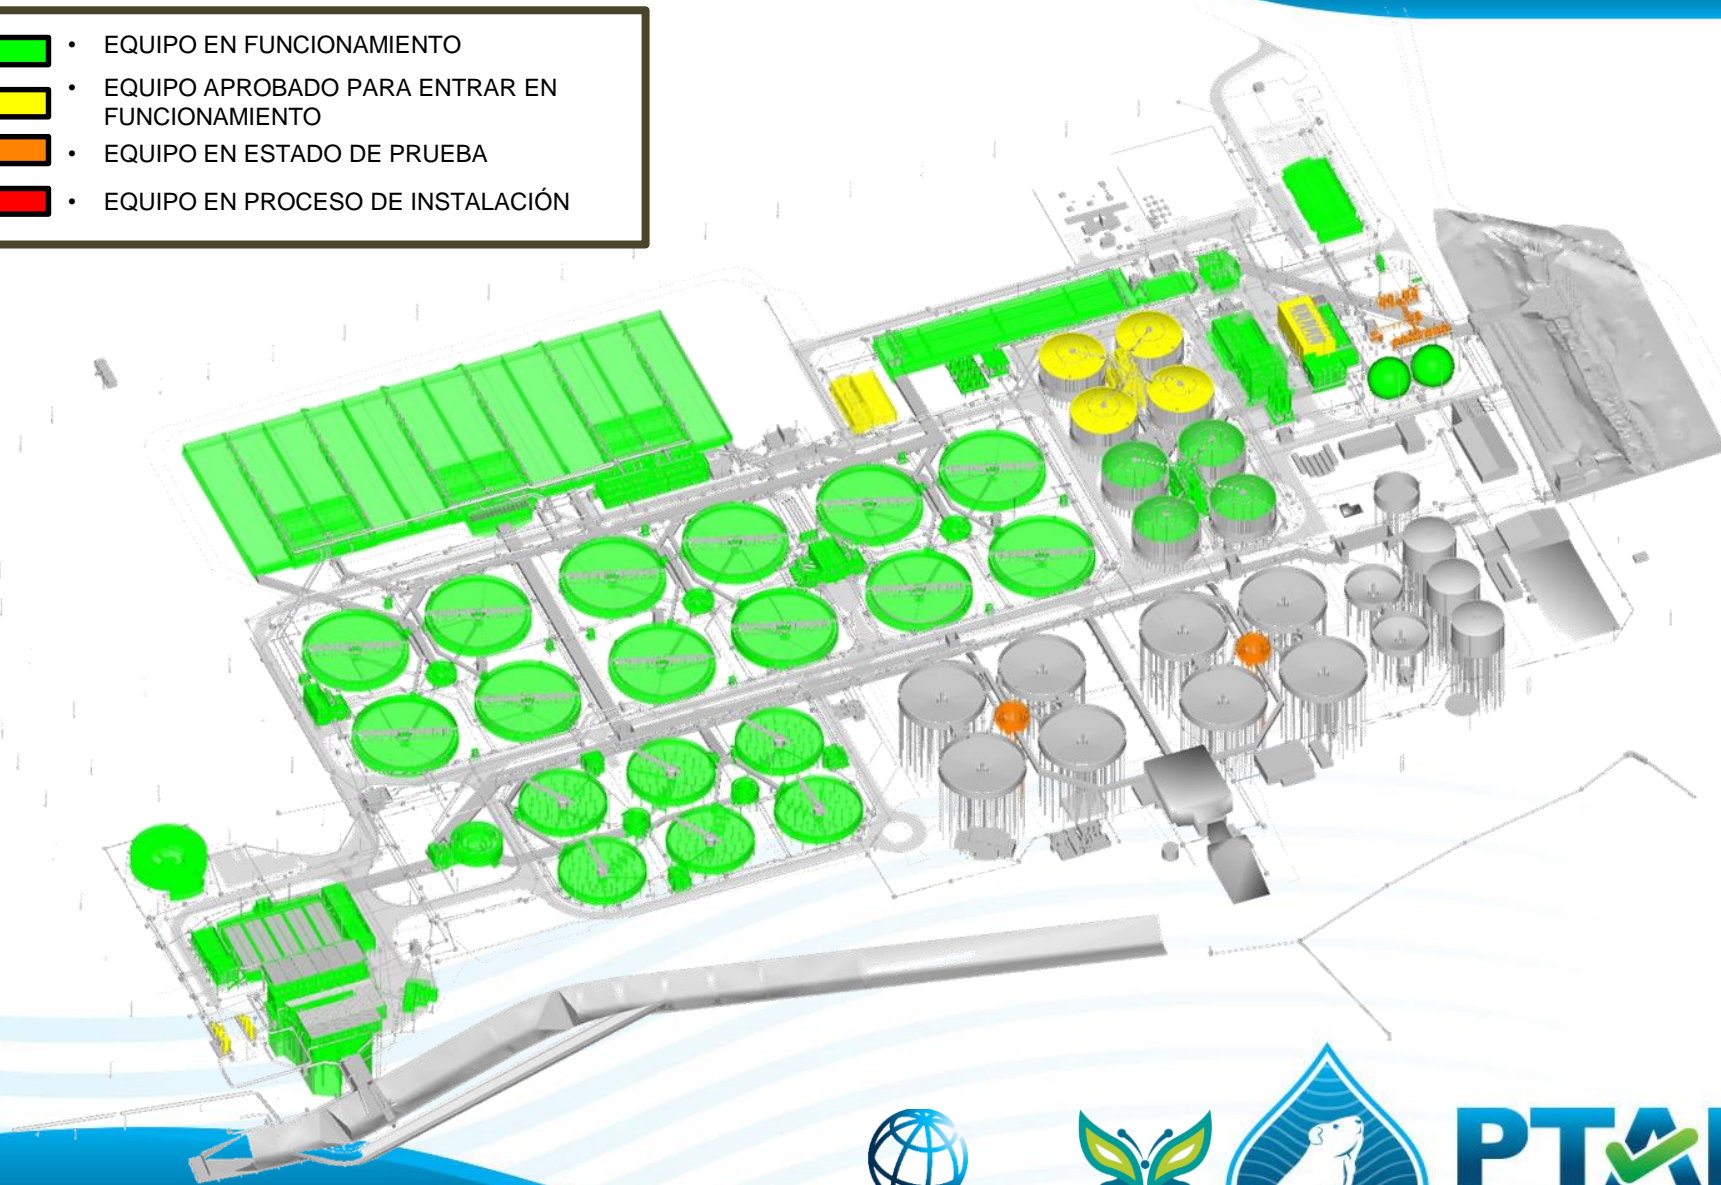 • EQUIPO EN FUNCIONAMIENTO
• EQUIPO APROBADO PARA ENTRAR EN
FUNCIONAMIENTO
• EQUIPO EN ESTADO DE PRUEBA
• EQUIPO EN PROCESO DE INSTALACIÓN
PTA